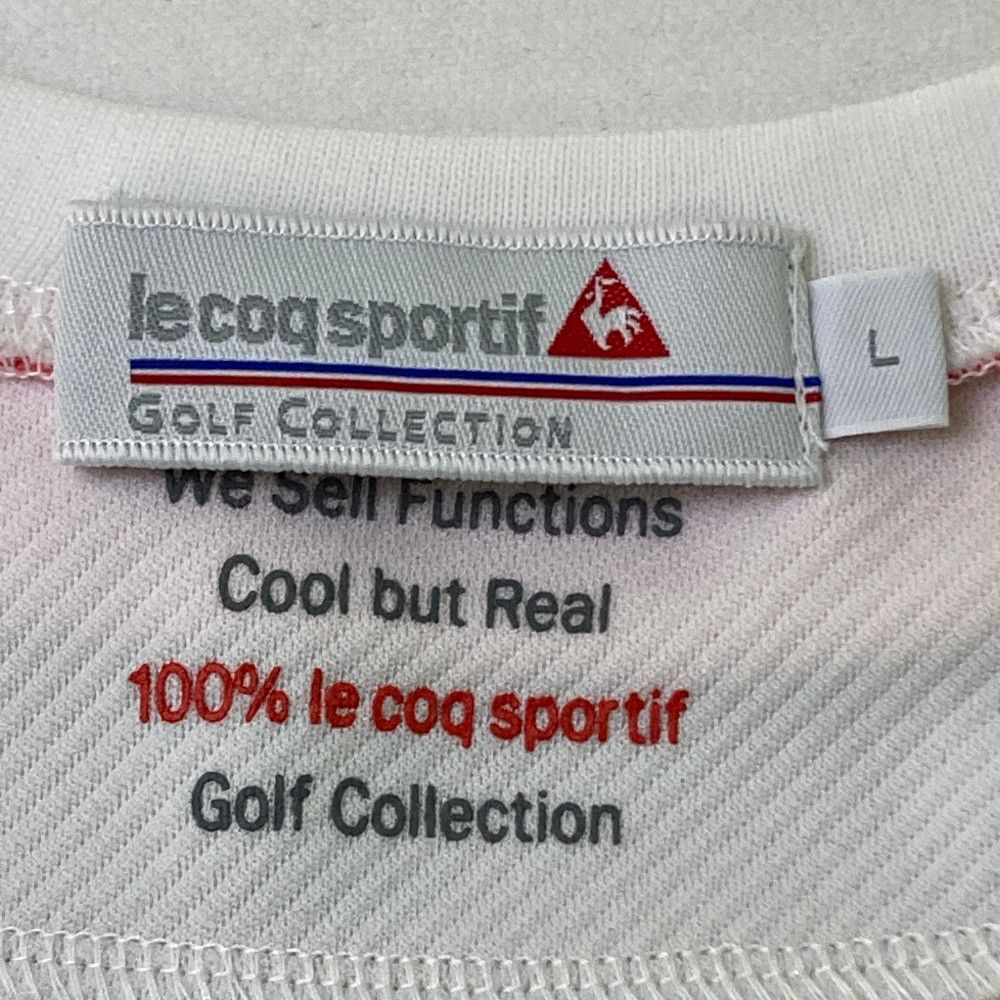 le coq sportif
GOLF COLLECTION
L
We Sell Functions
Cool but Real
100% le coq sportif
Golf Collection